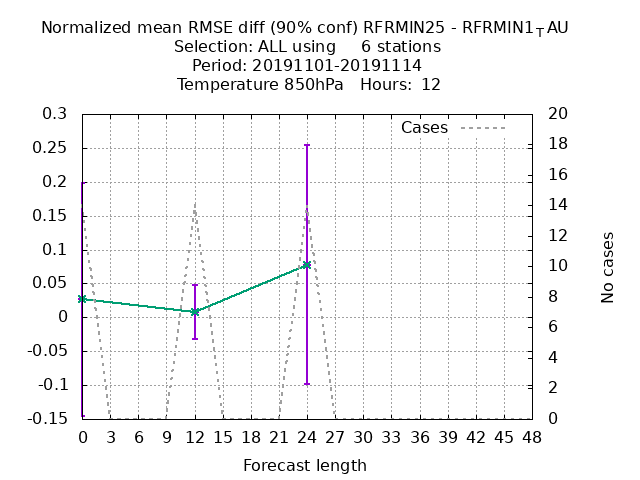 Normalized mean RMSE diff (90% conf) RFRMIN25 - RFRMIN1TAU
Selection: ALL using 6 stations
Period: 20191101-20191114
Temperature 850hPa Hours: 12
Cases
0.3
0.25
0.2
0.15
0.1
0.05
0
-0.05
-0.1
-0.15
20
18
16
14
12
10
8
6
4
2
0
No cases
0 3 6 9 12 15 18 21 24 27 30 33 36 39 42 45 48
Forecast length